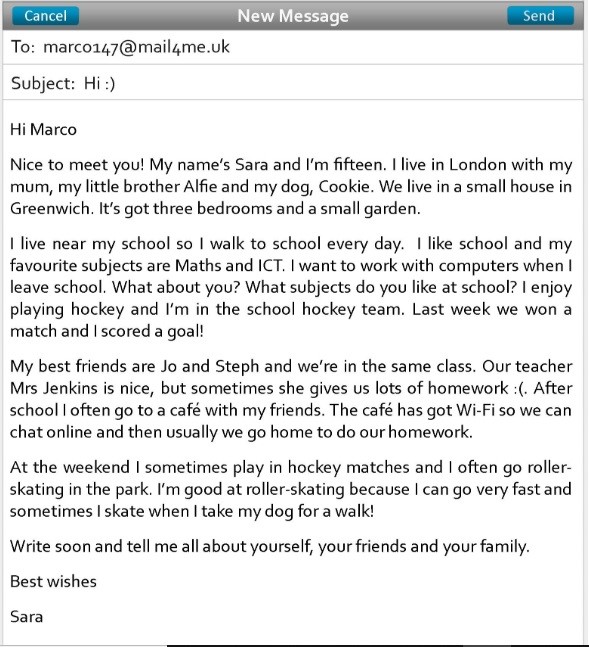 Cancel New Message Send
To: marco147@mail4me.uk
Subject: Hi :)
Hi Marco
Nice to meet you! My name's Sara and I'm fifteen. I live in London with my
mum, my little brother Alfie and my dog, Cookie. We live in a small house in
Greenwich. It's got three bedrooms and a small garden.
I live near my school so I walk to school every day. I like school and my
favourite subjects are Maths and ICT. I want to work with computers when I
leave school. What about you? What subjects do you like at school? I enjoy
playing hockey and I'm in the school hockey team. Last week we won a
match and I scored a goal!
My best friends are Jo and Steph and we're in the same class. Our teacher
Mrs Jenkins is nice, but sometimes she gives us lots of homework :(. After
school I often go to a café with my friends. The café has got Wi-Fi so we can
chat online and then usually we go home to do our homework.
At the weekend I sometimes play in hockey matches and I often go roller-
skating in the park. I'm good at roller-skating because I can go very fast and
sometimes I skate when I take my dog for a walk!
Write soon and tell me all about yourself, your friends and your family.
Best wishes
Sara